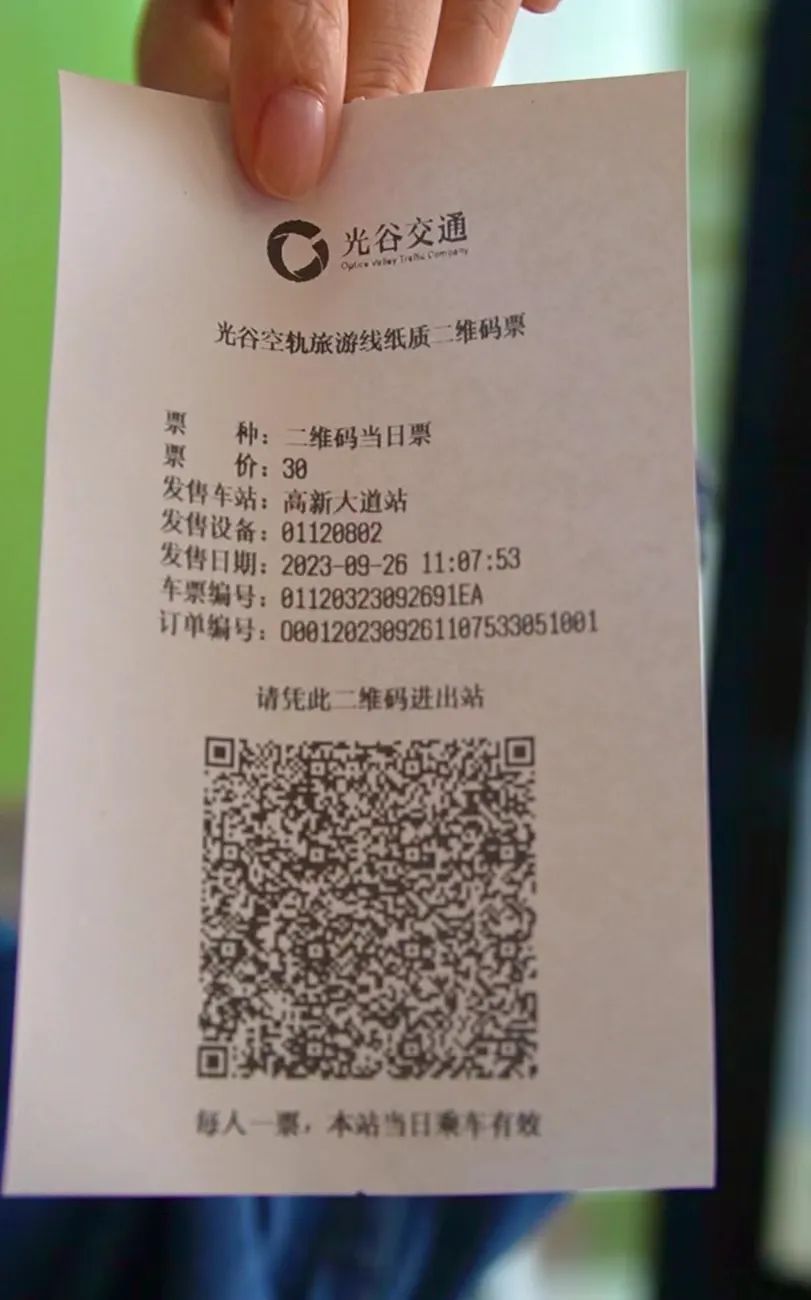 光谷交通
Optics Valley Traffic Company
光谷空轨旅游线纸质二维码票
票 种：二维码当日票
票 价：30
发售车站：高新大道站
发售设备：01120802
发售日期：2023-09-26 11:07:53
车票编号：01120323092691EA
订单编号：O00120230926110753305​1001
请凭此二维码进出站
每人一票，本站当日乘车有效